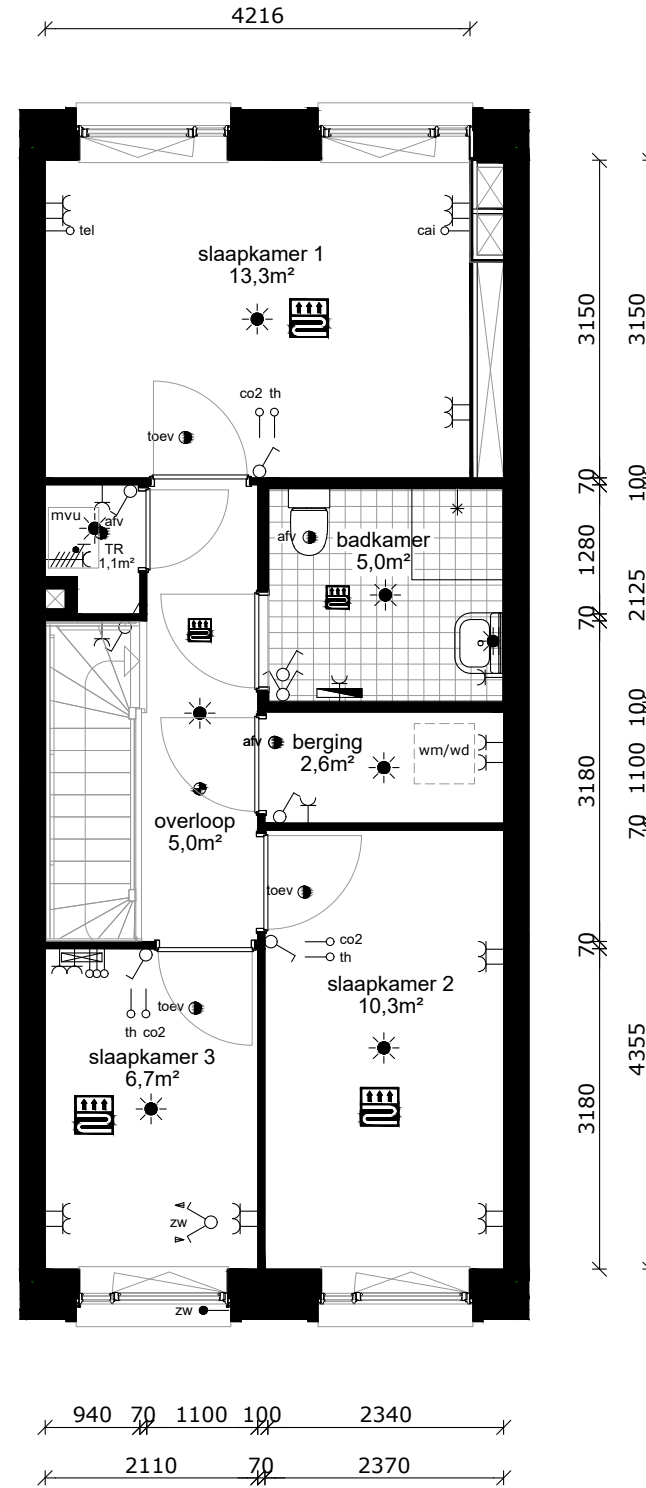 4216
tel
cai
slaapkamer 1
13,3m²
co2 th
toev
3150
3150
mvu
afv
TR
1,1m²
afv
badkamer
5,0m²
70
100
1280
2125
70
afv
berging
2,6m²
wm/wd
100
3180
1100
overloop
5,0m²
70
toev
co2
th
slaapkamer 2
10,3m²
70
toev
th co2
slaapkamer 3
6,7m²
4355
3180
zw
zw
940 70 1100 100 2340
2110 70 2370